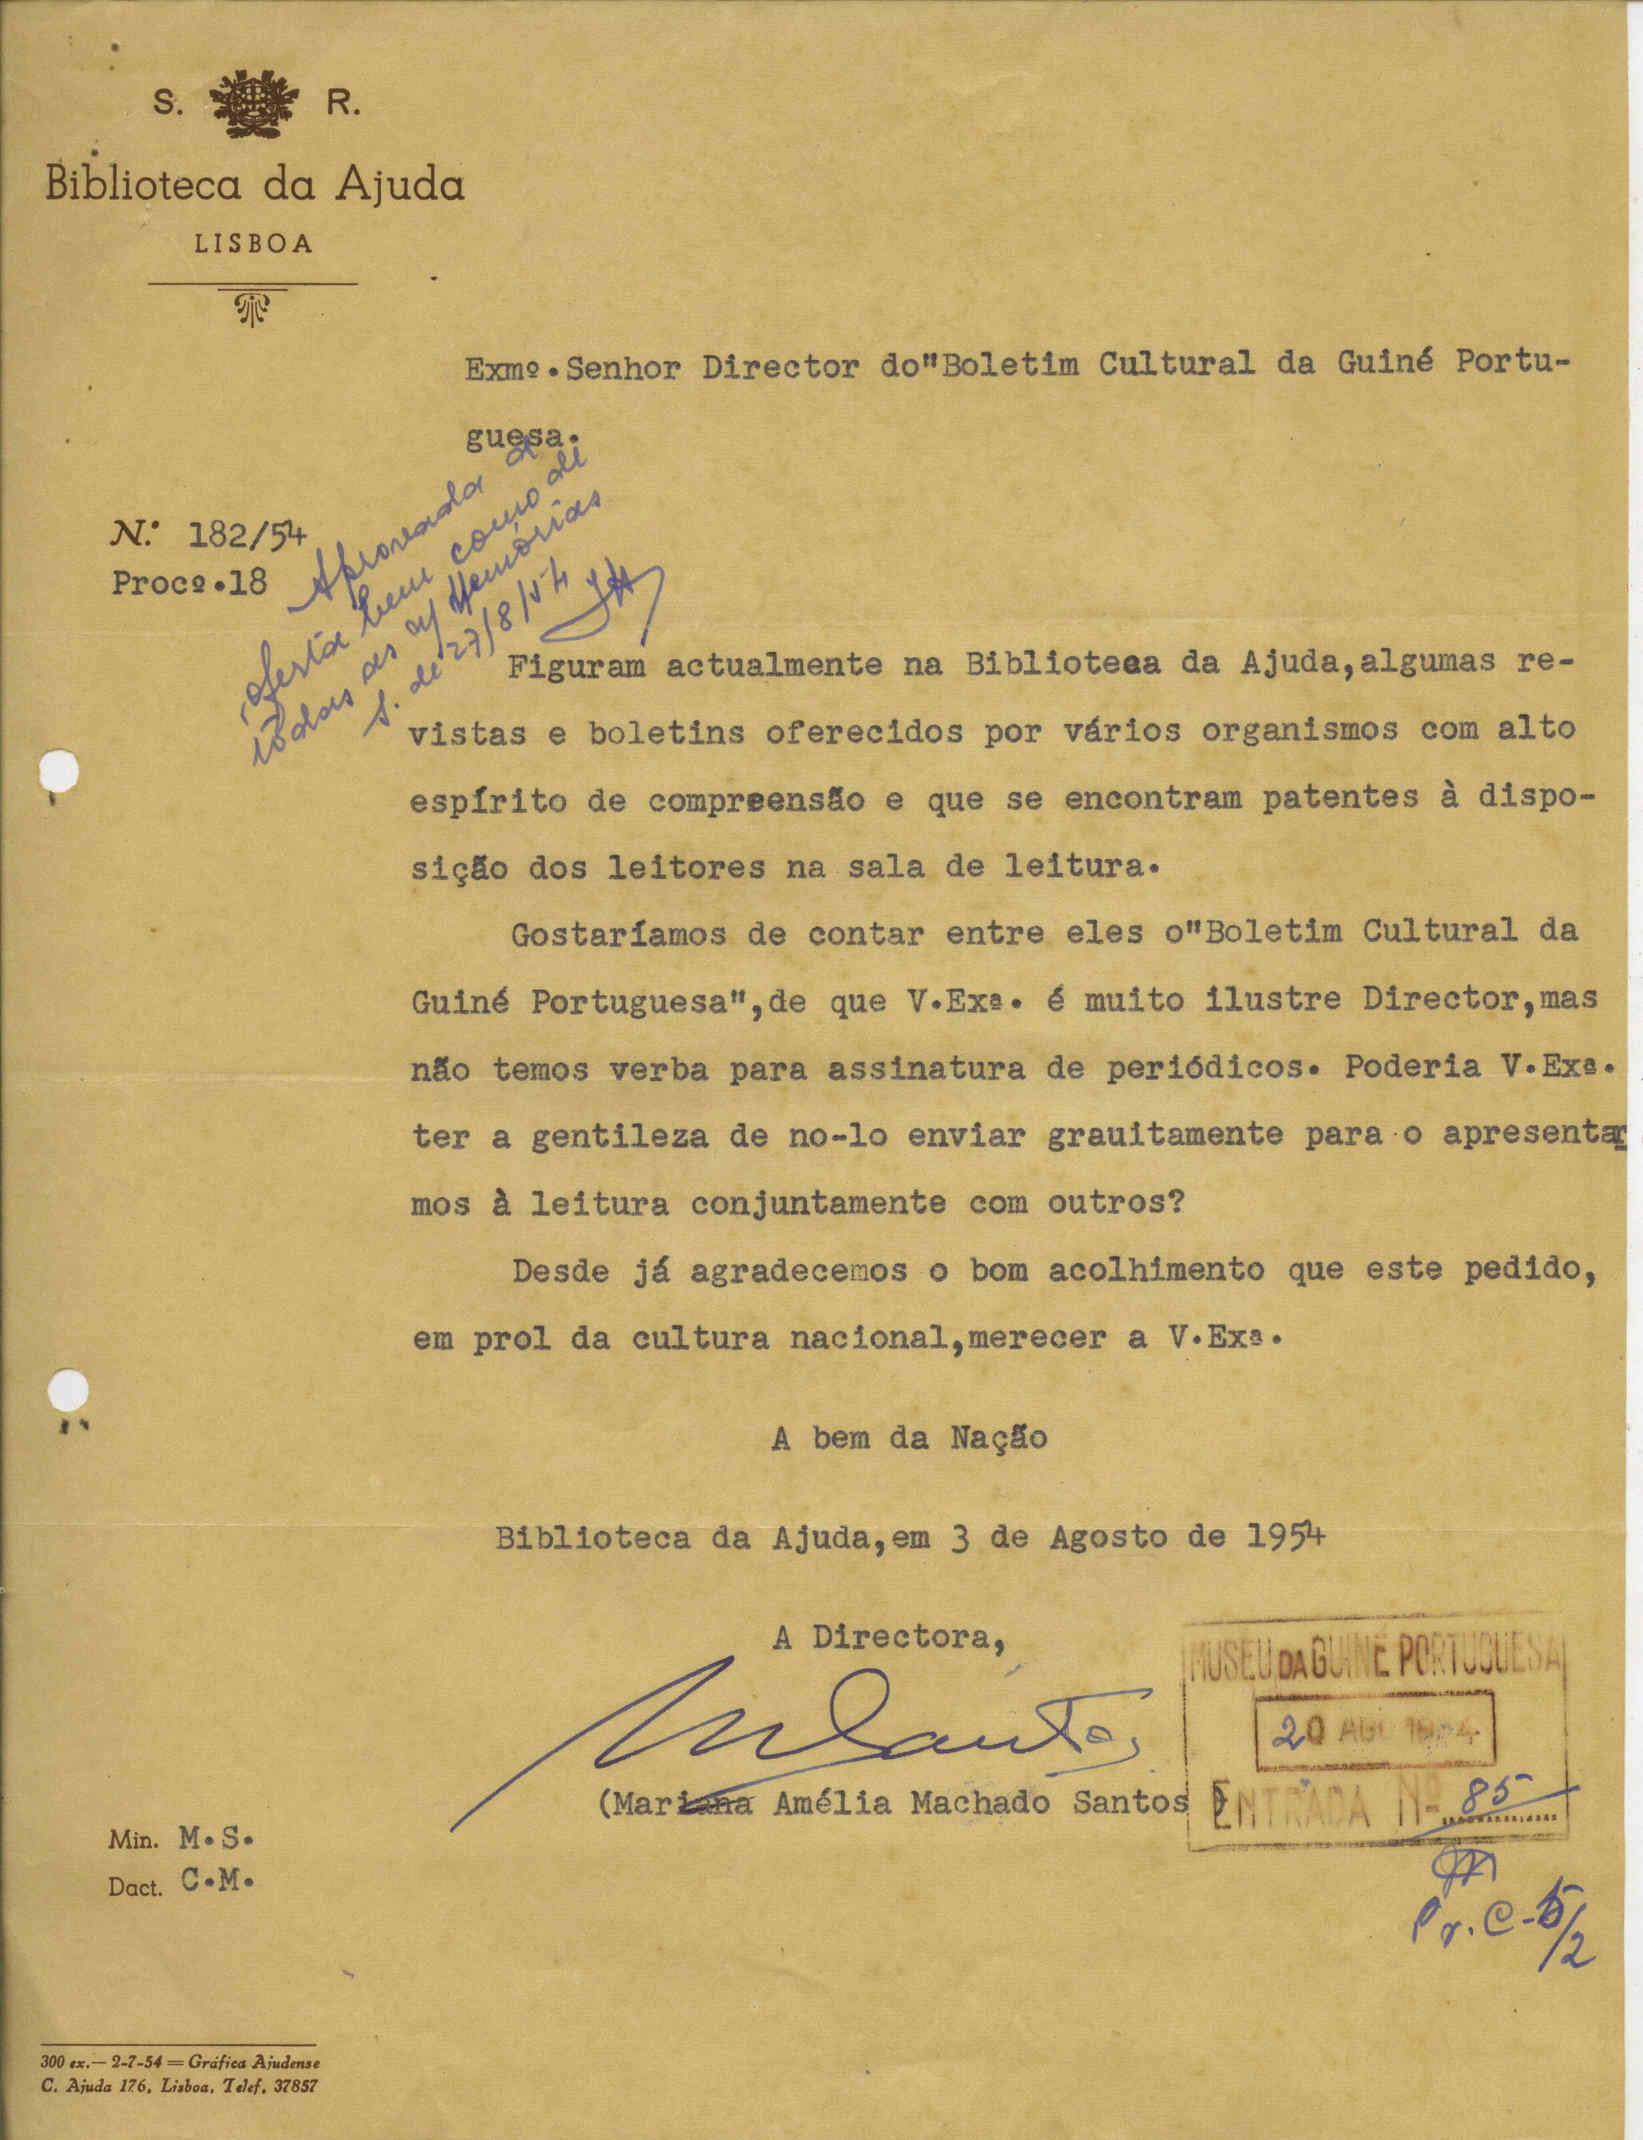 S. R.
Biblioteca da Ajuda
LISBOA
Exmº. Senhor Director do"Boletim Cultural da Guiné Portu-
guesa.
N.º 182/54
Procº.18
Aprovada a
oferta bem como de
tôdas as Memórias
S. de 27/8/54
Figuram actualmente na Biblioteca da Ajuda,algumas re-
vistas e boletins oferecidos por vários organismos com alto
espírito de compreensão e que se encontram patentes à dispo-
sição dos leitores na sala de leitura.
Gostaríamos de contar entre eles o"Boletim Cultural da
Guiné Portuguesa",de que V.Exª. é muito ilustre Director,mas
não temos verba para assinatura de periódicos. Poderia V.Exª.
ter a gentileza de no-lo enviar grauitamente para o apresentar
mos à leitura conjuntamente com outros?
Desde já agradecemos o bom acolhimento que este pedido,
em prol da cultura nacional,merecer a V.Exª.
A bem da Nação
Biblioteca da Ajuda,em 3 de Agosto de 1954
A Directora,
MSantos
(Mariana Amélia Machado Santos )
MUSEU DA GUINÉ PORTUGUESA
20 AGO 1954
ENTRADA Nº 85
Pr. C-5/2
Min. M.S.
Dact. C.M.
300 ex.— 2-7-54 = Gráfica Ajudense
C. Ajuda 176, Lisboa, Telef. 37857